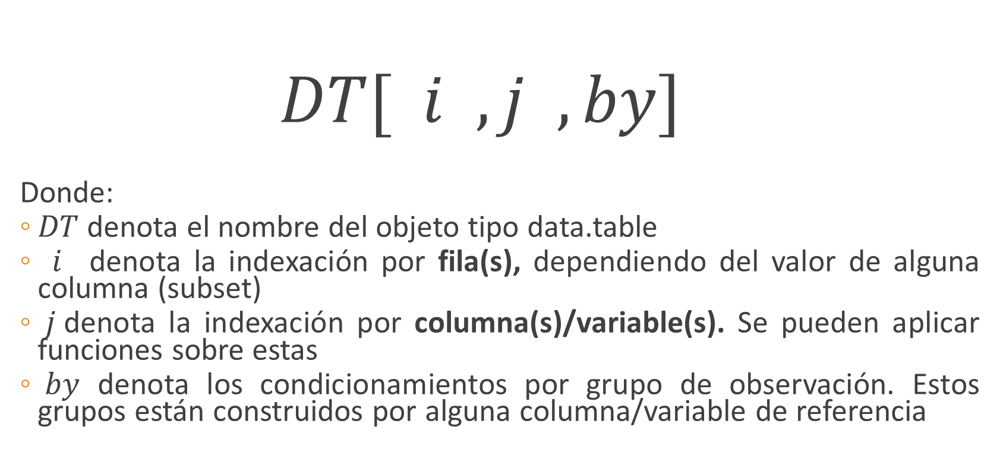 DT[ i , j , by]
Donde:
◦ DT denota el nombre del objeto tipo data.table
◦ i denota la indexación por fila(s), dependiendo del valor de alguna
columna (subset)
◦ j denota la indexación por columna(s)/variable(s). Se pueden aplicar
funciones sobre estas
◦ by denota los condicionamientos por grupo de observación. Estos
grupos están construidos por alguna columna/variable de referencia